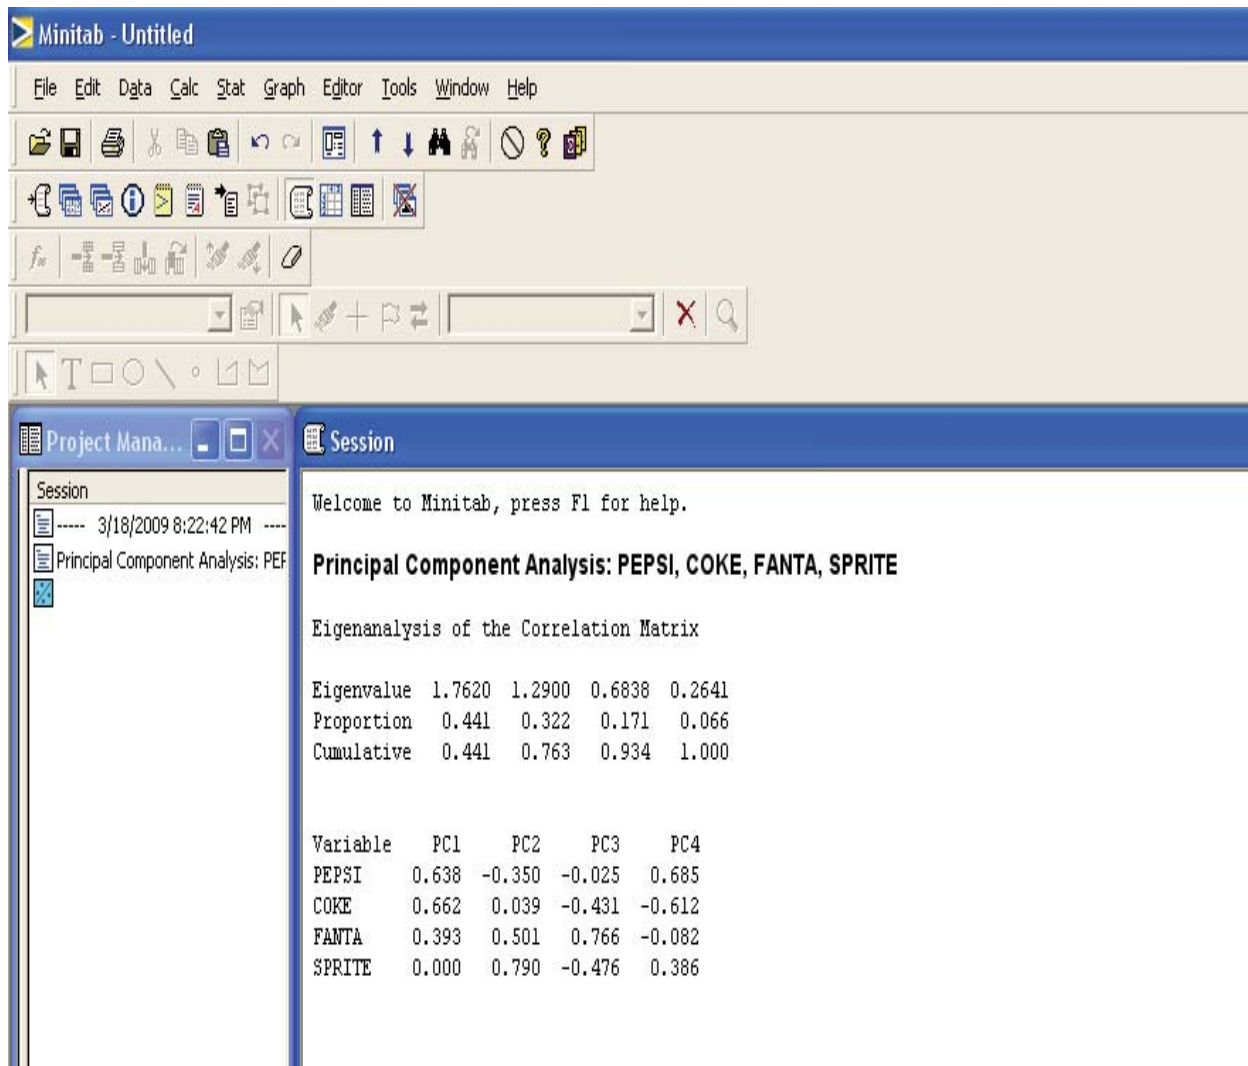 Minitab - Untitled
File Edit Data Calc Stat Graph Editor Tools Window Help
Project Mana...
Session
----- 3/18/2009 8:22:42 PM ----
Principal Component Analysis: PEP
Session
Welcome to Minitab, press F1 for help.
Principal Component Analysis: PEPSI, COKE, FANTA, SPRITE
Eigenanalysis of the Correlation Matrix
Eigenvalue 1.7620 1.2900 0.6838 0.2641
Proportion 0.441 0.322 0.171 0.066
Cumulative 0.441 0.763 0.934 1.000
Variable PC1 PC2 PC3 PC4
PEPSI 0.638 -0.350 -0.025 0.685
COKE 0.662 0.039 -0.431 -0.612
FANTA 0.393 0.501 0.766 -0.082
SPRITE 0.000 0.790 -0.476 0.386